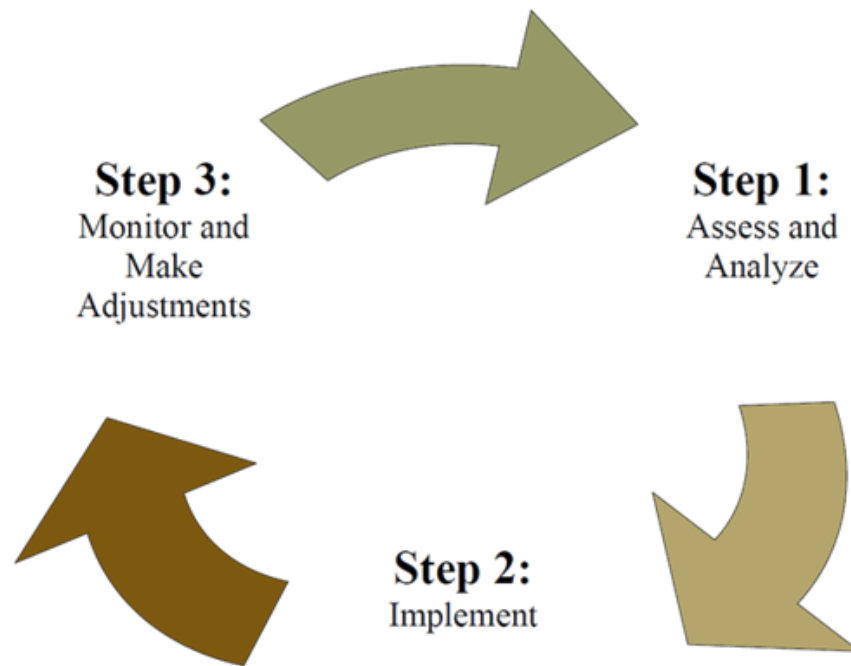 Step 1:
Assess and
Analyze
Step 2:
Implement
Step 3:
Monitor and
Make
Adjustments